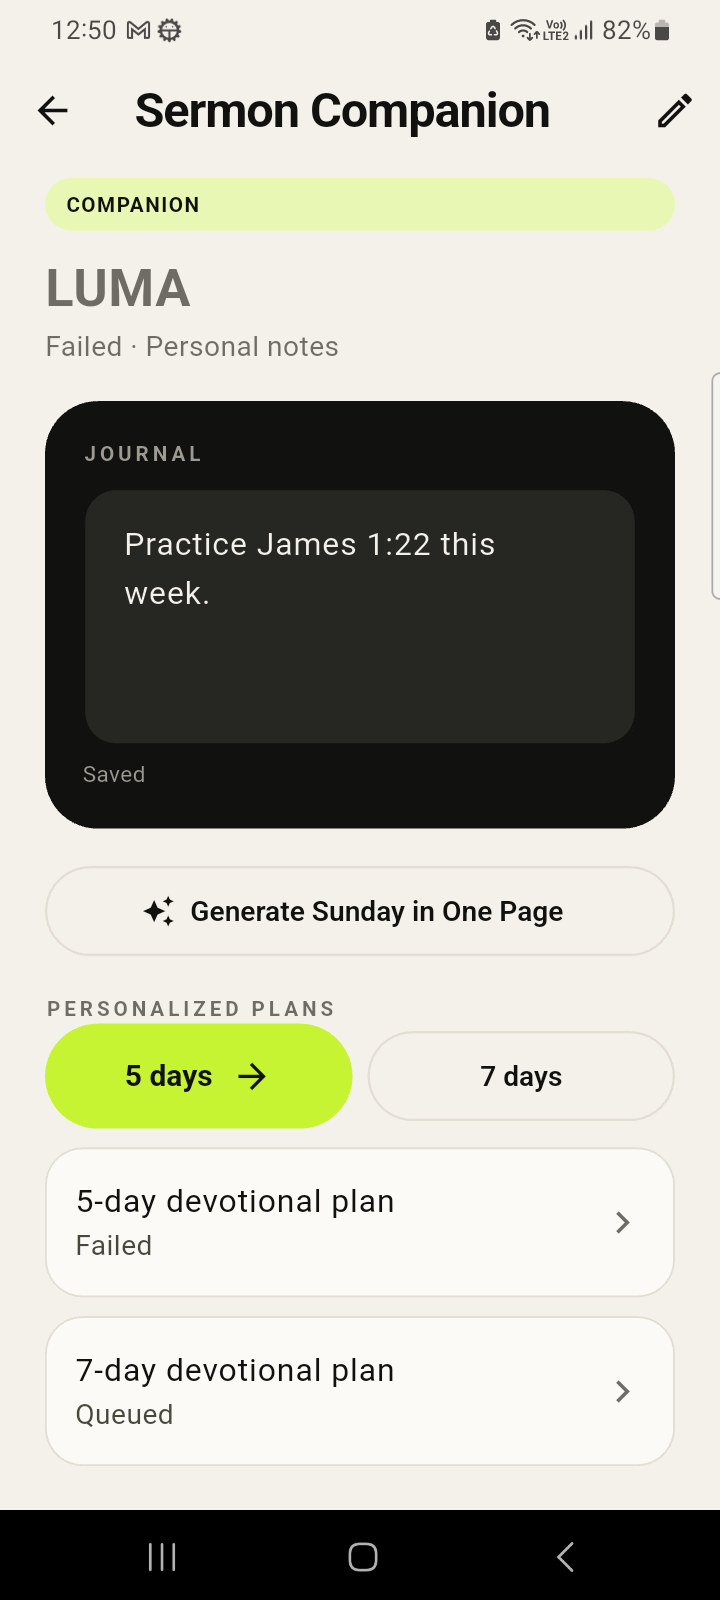 12:50
Vo)) LTE2
82%
Sermon Companion
COMPANION
LUMA
Failed · Personal notes
JOURNAL
Practice James 1:22 this
week.
Saved
Generate Sunday in One Page
PERSONALIZED PLANS
5 days
7 days
5-day devotional plan
Failed
7-day devotional plan
Queued